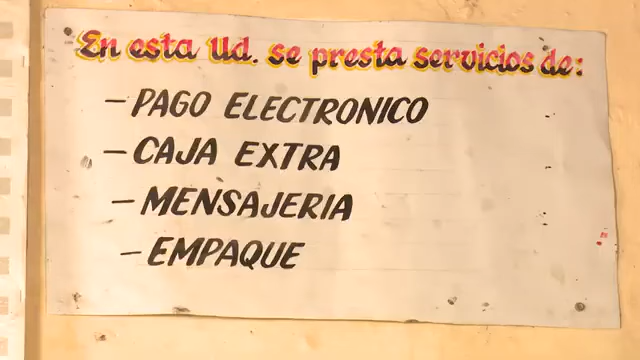 En esta Ud. se presta servicios de:
– PAGO ELECTRONICO
– CAJA EXTRA
– MENSAJERIA
– EMPAQUE